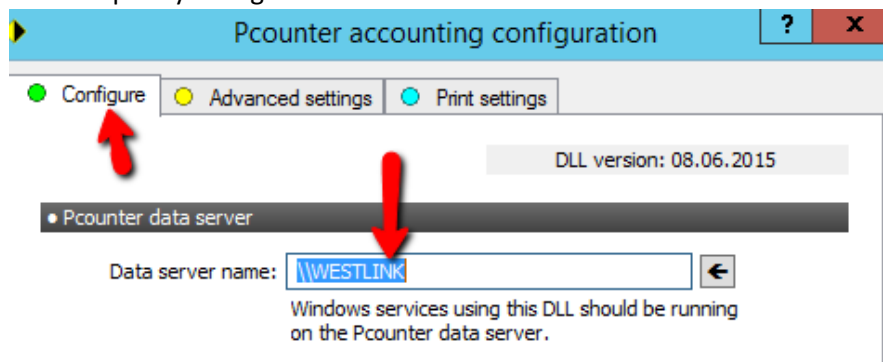 Pcounter accounting configuration ? x
Configure Advanced settings Print settings
DLL version: 08.06.2015
• Pcounter data server
Data server name: \\WESTLINK
Windows services using this DLL should be running
on the Pcounter data server.